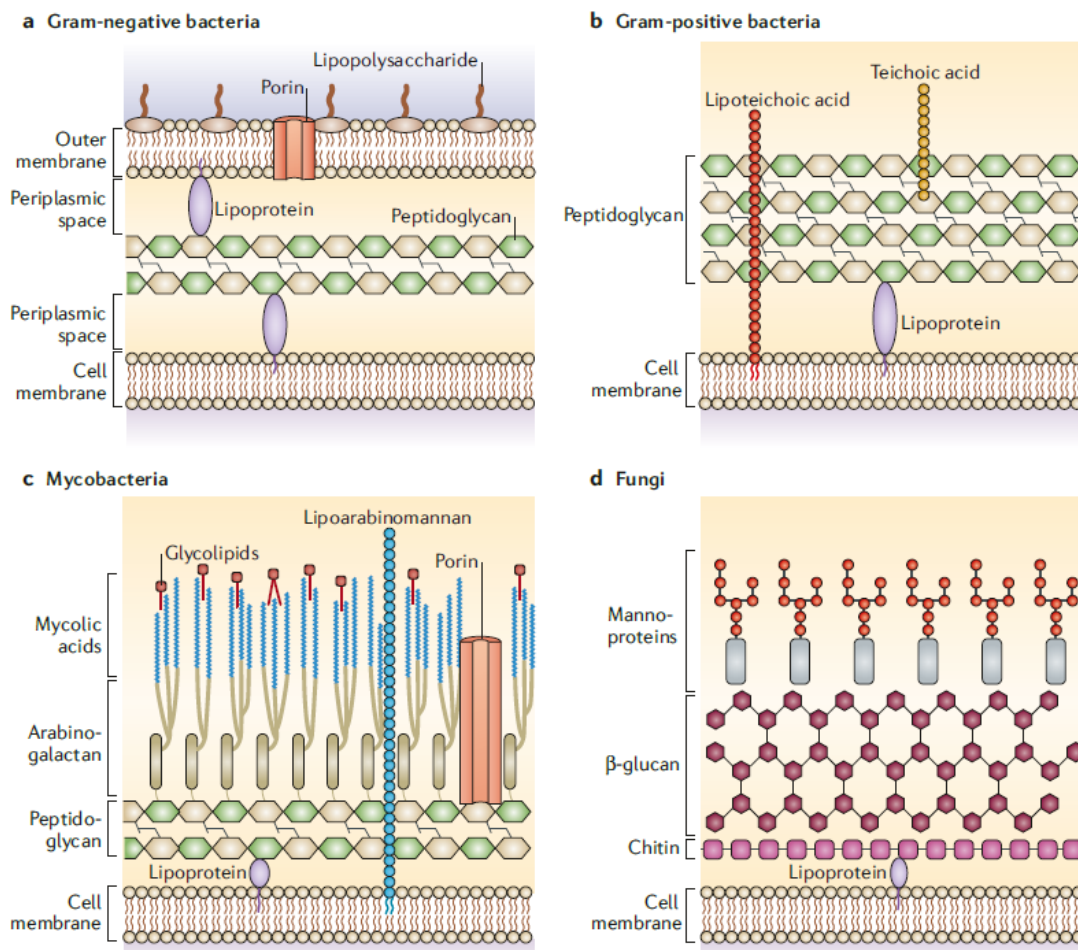 a Gram-negative bacteria
Lipopolysaccharide
Porin
Outer
membrane
Periplasmic
space
Lipoprotein
Peptidoglycan
Periplasmic
space
Cell
membrane
b Gram-positive bacteria
Teichoic acid
Lipoteichoic acid
Peptidoglycan
Lipoprotein
Cell
membrane
c Mycobacteria
Lipoarabinomannan
Glycolipids
Porin
Mycolic
acids
Arabino-
galactan
Peptido-
glycan
Lipoprotein
Cell
membrane
d Fungi
Manno-
proteins
β-glucan
Chitin
Lipoprotein
Cell
membrane